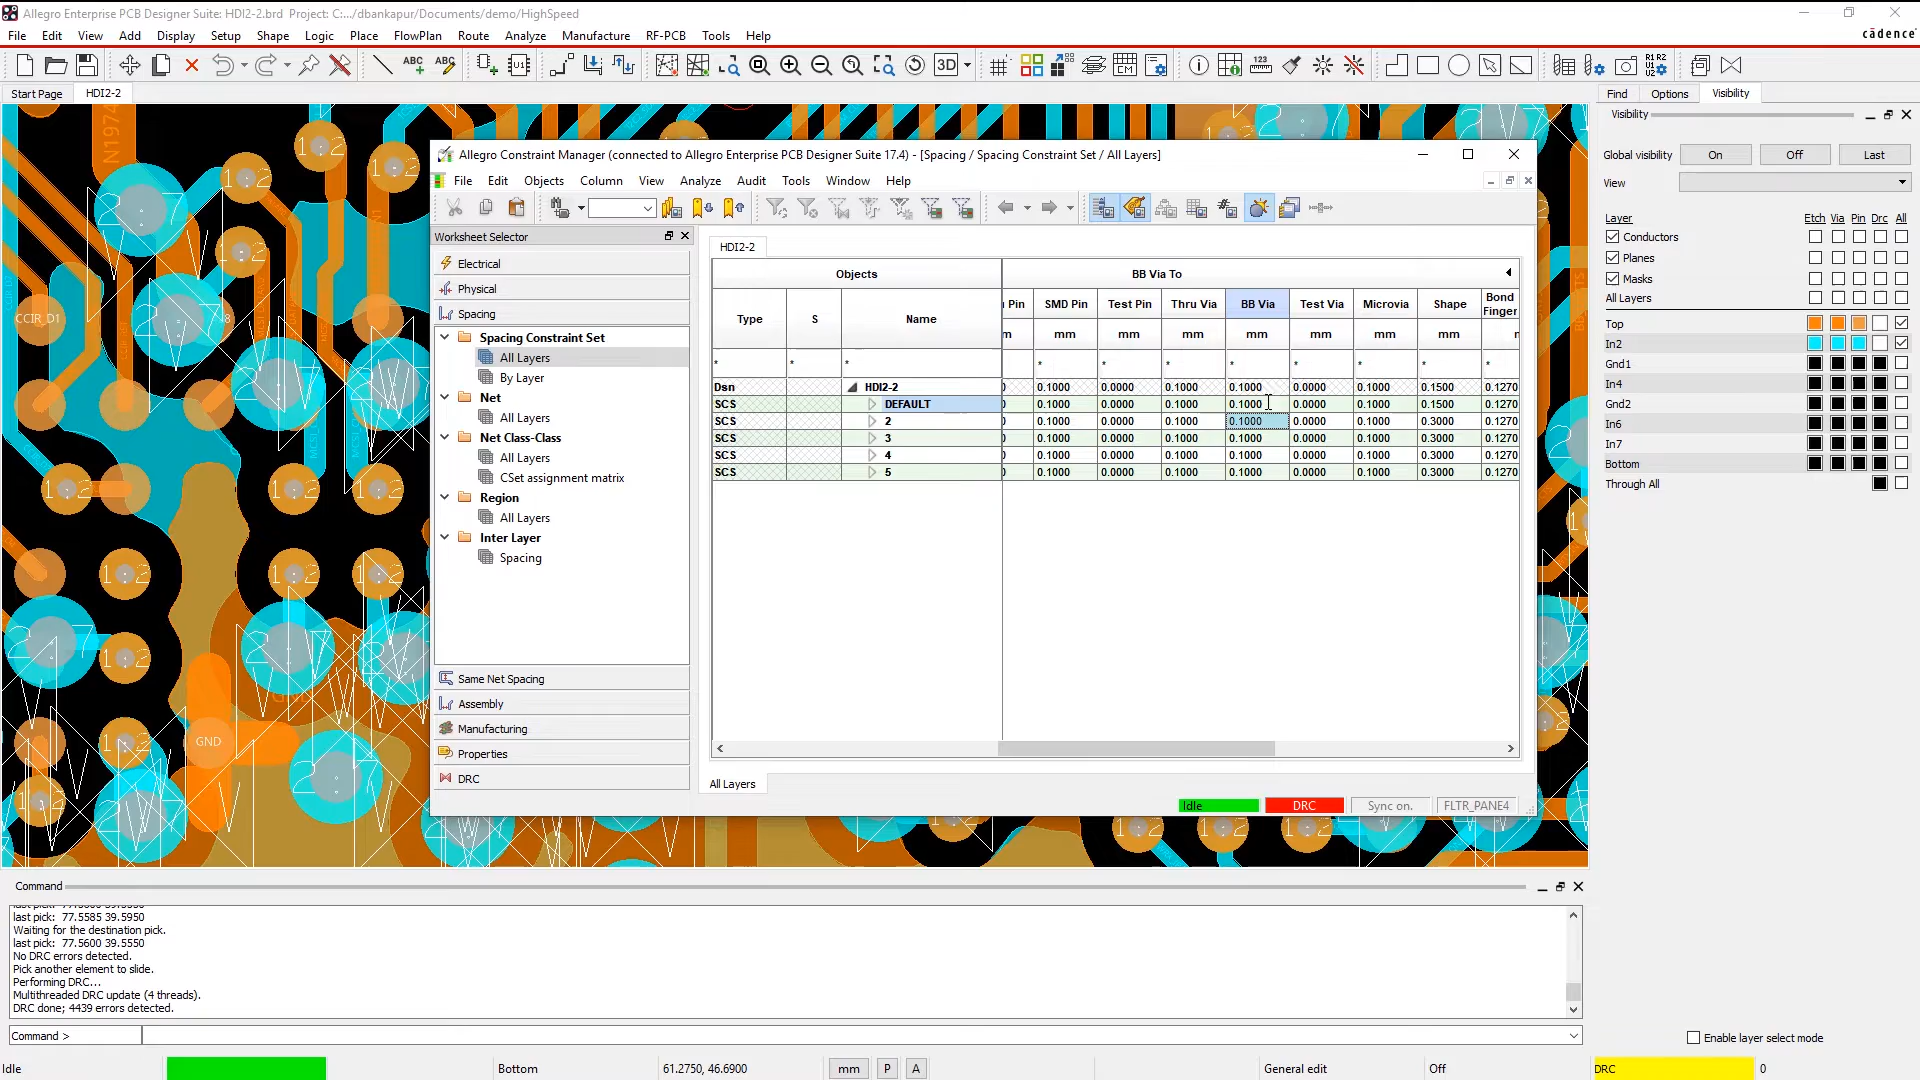 Allegro Enterprise PCB Designer Suite: HDI2-2.brd Project: C:.../dbankapur/Documents/demo/HighSpeed
File Edit View Add Display Setup Shape Logic Place FlowPlan Route Analyze Manufacture RF-PCB Tools Help
cādence
Start Page HDI2-2
Find Options Visibility
Visibility
Global visibility On Off Last
View
Layer Etch Via Pin Drc All
Conductors
Planes
Masks
All Layers
Top
In2
Gnd1
In4
Gnd2
In6
In7
Bottom
Through All
Enable layer select mode
N1974
CCIR_D1
GND
Allegro Constraint Manager (connected to Allegro Enterprise PCB Designer Suite 17.4) - [Spacing / Spacing Constraint Set / All Layers]
File Edit Objects Column View Analyze Audit Tools Window Help
Worksheet Selector
Electrical
Physical
Spacing
Spacing Constraint Set
All Layers
By Layer
Net
All Layers
Net Class-Class
All Layers
CSet assignment matrix
Region
All Layers
Inter Layer
Spacing
Same Net Spacing
Assembly
Manufacturing
Properties
DRC
HDI2-2
Objects BB Via To
Type S Name Pin SMD Pin Test Pin Thru Via BB Via Test Via Microvia Shape Bond Finger
mm mm mm mm mm mm mm
* * * * * * * * * * *
Dsn HDI2-2 0.1000 0.0000 0.1000 0.1000 0.0000 0.1000 0.1500 0.1270
SCS DEFAULT 0.1000 0.0000 0.1000 0.1000 0.0000 0.1000 0.1500 0.1270
SCS 2 0.1000 0.0000 0.1000 0.1000 0.0000 0.1000 0.3000 0.1270
SCS 3 0.1000 0.0000 0.1000 0.1000 0.0000 0.1000 0.3000 0.1270
SCS 4 0.1000 0.0000 0.1000 0.1000 0.0000 0.1000 0.3000 0.1270
SCS 5 0.1000 0.0000 0.1000 0.1000 0.0000 0.1000 0.3000 0.1270
All Layers
Idle DRC Sync on. FLTR_PANE4
Command
last pick: 77.5585 39.5950
Waiting for the destination pick.
last pick: 77.5600 39.5550
No DRC errors detected.
Pick another element to slide.
Performing DRC...
Multithreaded DRC update (4 threads).
DRC done; 4439 errors detected.
Command >
Idle Bottom 61.2750, 46.6900 mm P A General edit Off DRC 0